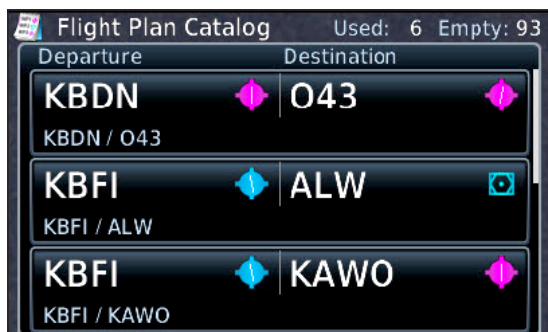 Flight Plan Catalog Used: 6 Empty: 93
Departure Destination
KBDN O43
KBDN / O43
KBFI ALW
KBFI / ALW
KBFI KAWO
KBFI / KAWO